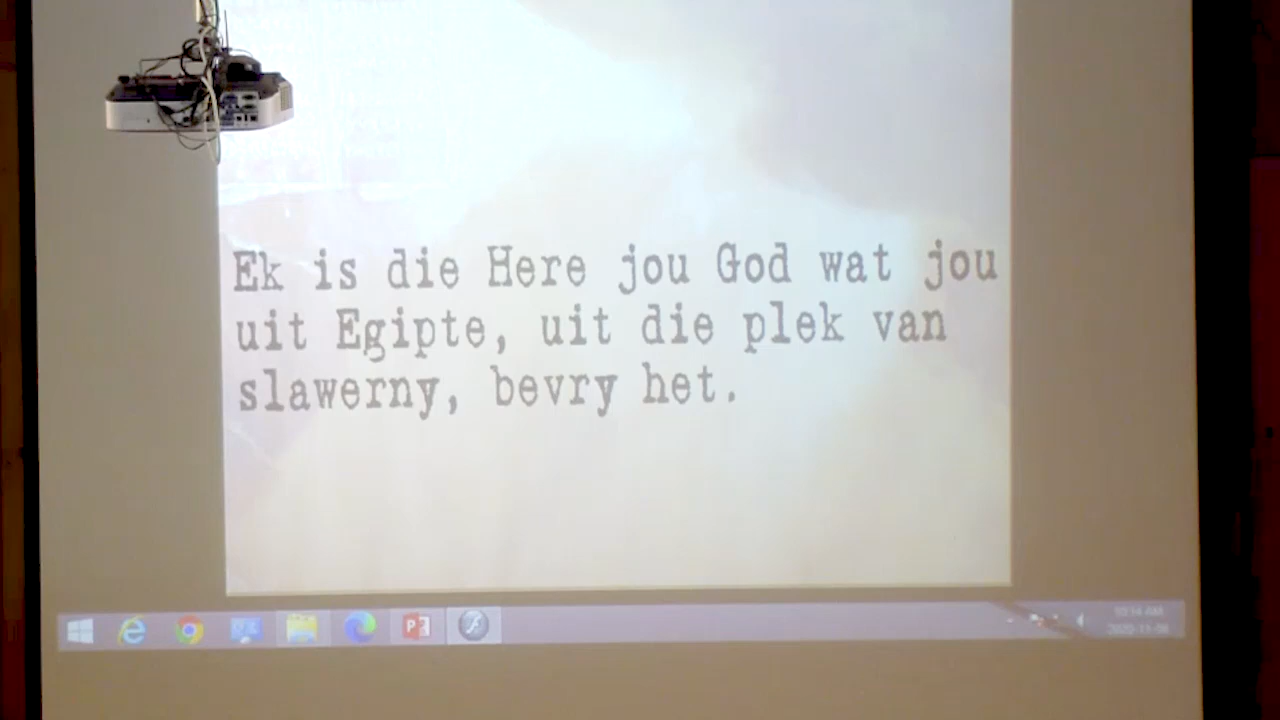 Ek is die Here jou God wat jou
uit Egipte, uit die plek van
slawerny, bevry het.